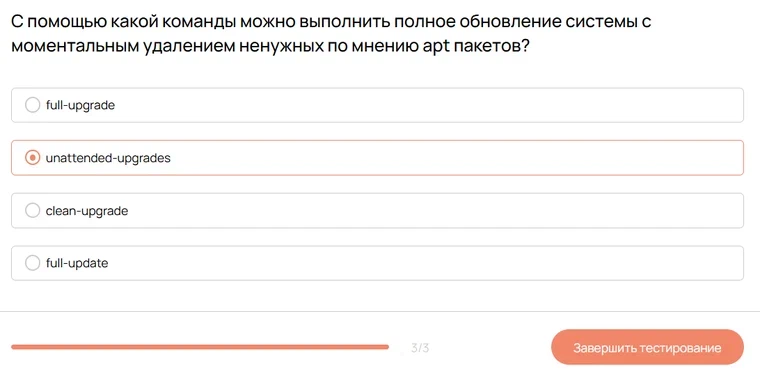 С помощью какой команды можно выполнить полное обновление системы с
моментальным удалением ненужных по мнению apt пакетов?
full-upgrade
unattended-upgrades
clean-upgrade
full-update
3/3
Завершить тестирование